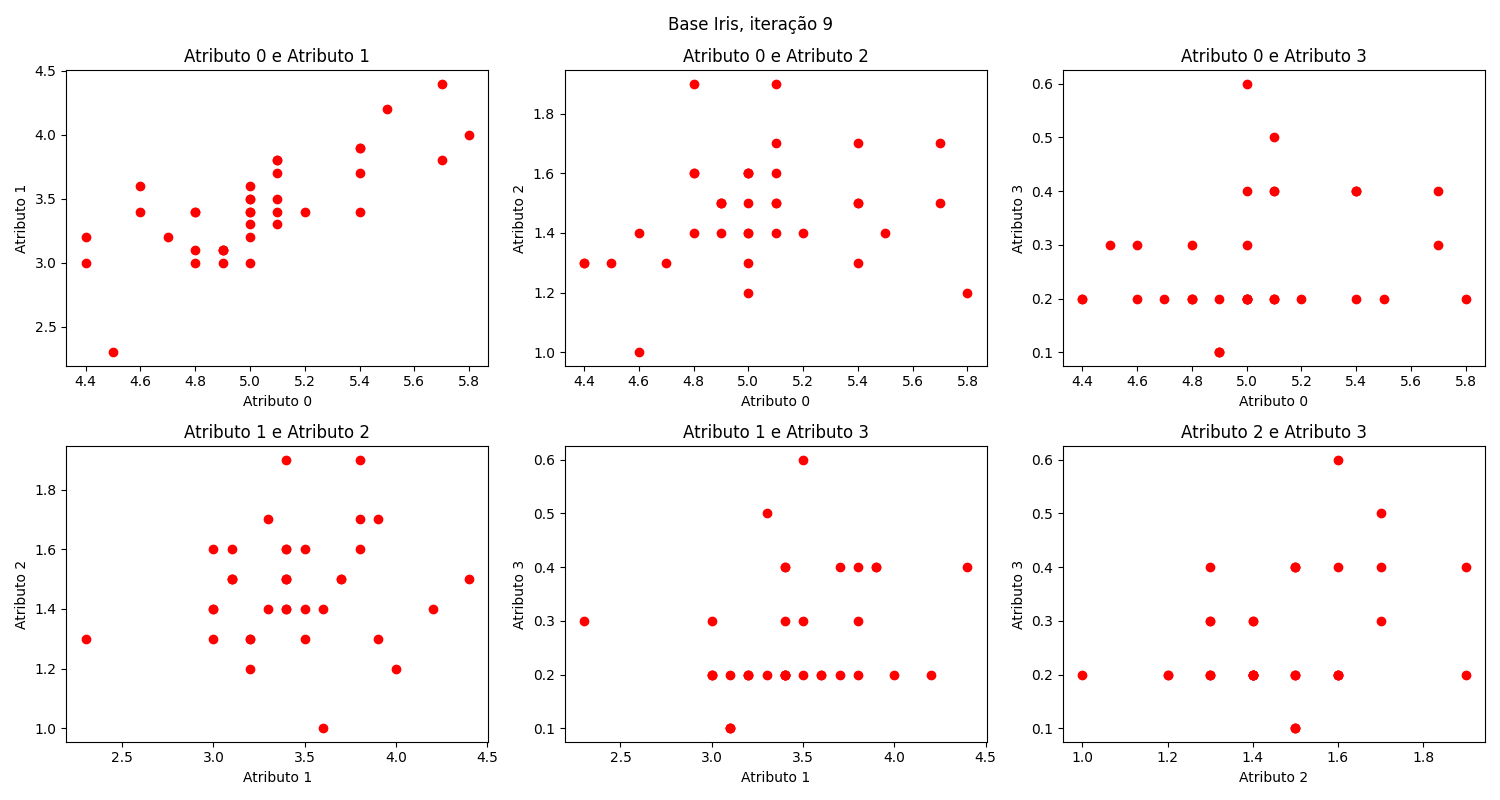 Base Iris, iteração 9
Atributo 0 e Atributo 1
4.5
4.0
3.5
3.0
2.5
Atributo 1
4.4 4.6 4.8 5.0 5.2 5.4 5.6 5.8
Atributo 0
Atributo 0 e Atributo 2
1.8
1.6
1.4
1.2
1.0
Atributo 2
4.4 4.6 4.8 5.0 5.2 5.4 5.6 5.8
Atributo 0
Atributo 0 e Atributo 3
0.6
0.5
0.4
0.3
0.2
0.1
Atributo 3
4.4 4.6 4.8 5.0 5.2 5.4 5.6 5.8
Atributo 0
Atributo 1 e Atributo 2
1.8
1.6
1.4
1.2
1.0
Atributo 2
2.5 3.0 3.5 4.0 4.5
Atributo 1
Atributo 1 e Atributo 3
0.6
0.5
0.4
0.3
0.2
0.1
Atributo 3
2.5 3.0 3.5 4.0 4.5
Atributo 1
Atributo 2 e Atributo 3
0.6
0.5
0.4
0.3
0.2
0.1
Atributo 3
1.0 1.2 1.4 1.6 1.8
Atributo 2